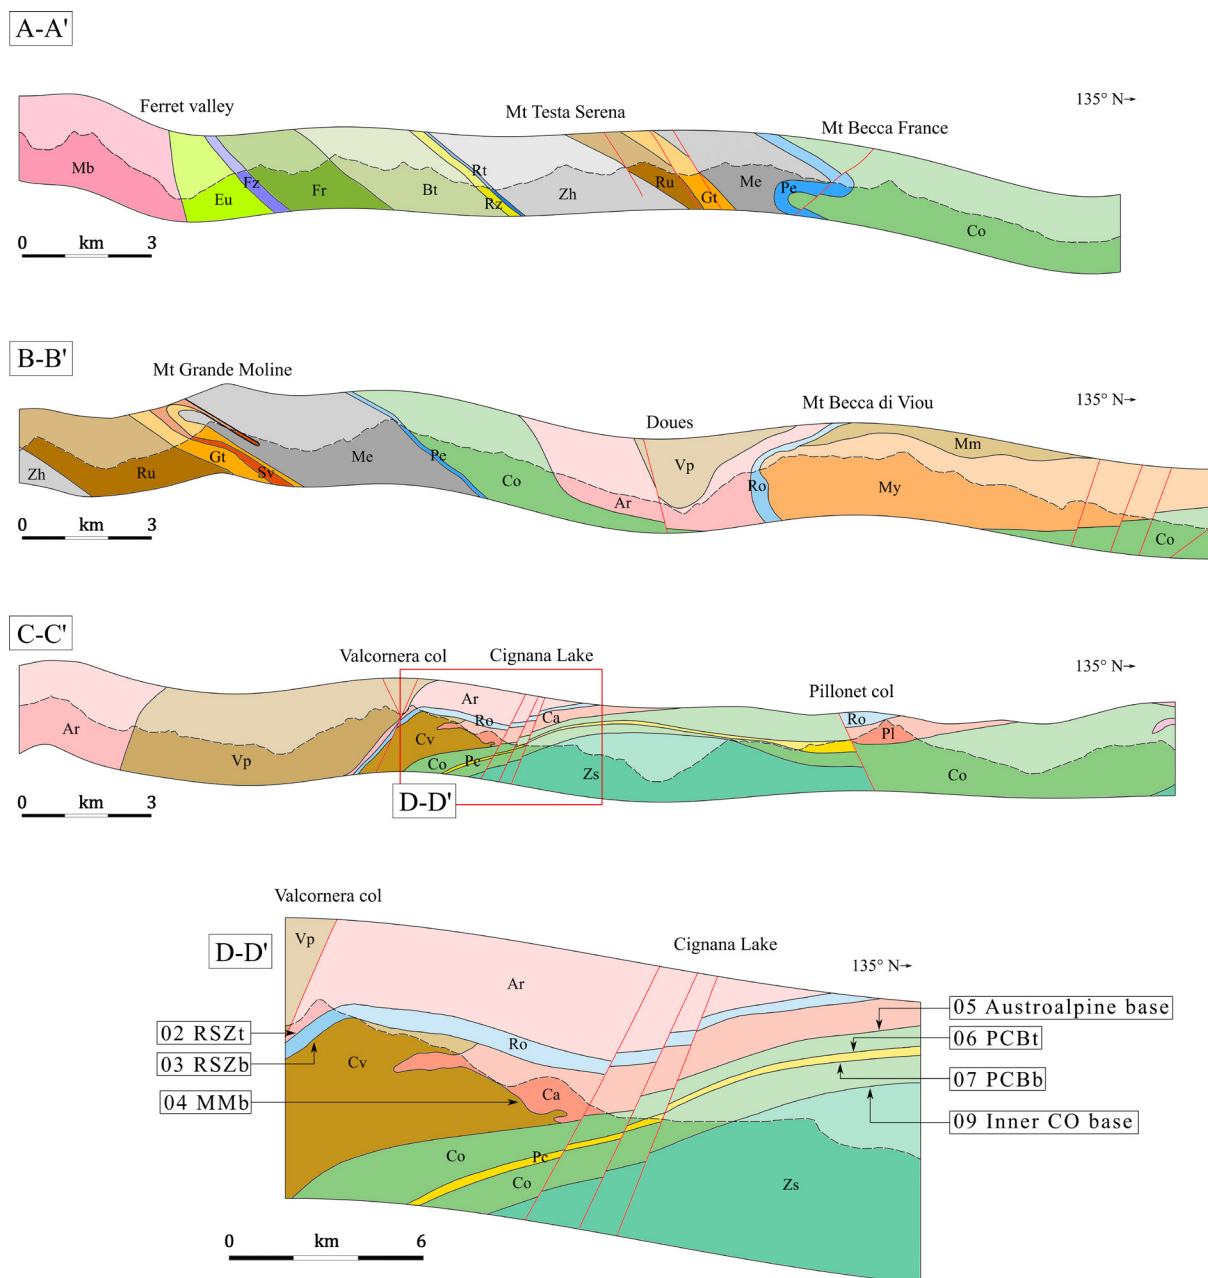 A-A'
Ferret valley
Mt Testa Serena
135° N→
Mt Becca France
Mb
Eu
Fz
Fr
Bt
Rt
Rz
Zh
Ru
Gt
Me
Pe
Co
0 km 3
B-B'
Mt Grande Moline
135° N→
Mt Becca di Viou
Doues
Zh
Ru
Gt
Sv
Me
Pe
Co
Ar
Vp
Ro
My
Mm
Co
0 km 3
C-C'
Valcornera col
Cignana Lake
135° N→
Pillonet col
Ar
Vp
Ar
Ro
Ca
Cv
Co
Pc
Zs
Ro
Pl
Co
D-D'
0 km 3
Valcornera col
D-D'
Vp
Cignana Lake
135° N→
Ar
02 RSZt
03 RSZb
04 MMb
Cv
Ro
Ca
Co
Pc
Co
Zs
05 Austroalpine base
06 PCBt
07 PCBb
09 Inner CO base
0 km 6